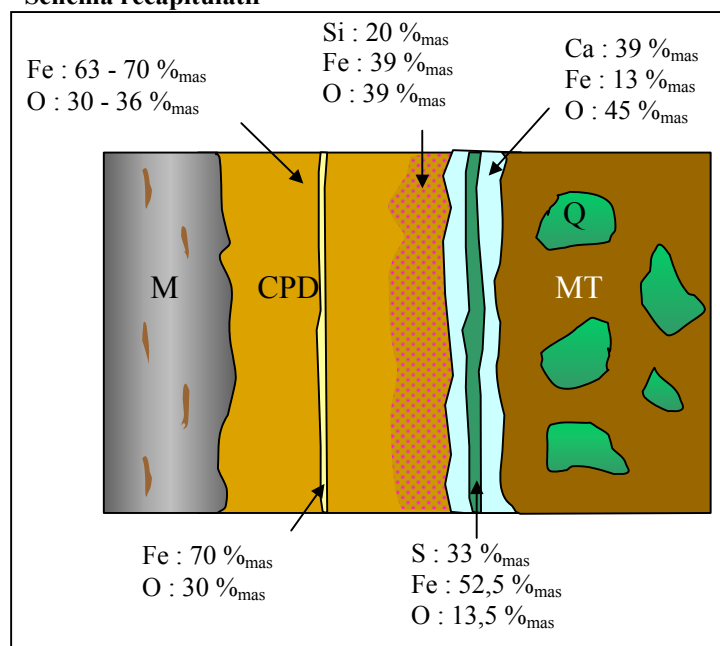 Schéma récapitulatif
Si : 20 %mas
Fe : 39 %mas
O : 39 %mas
Ca : 39 %mas
Fe : 13 %mas
O : 45 %mas
Fe : 63 - 70 %mas
O : 30 - 36 %mas
Q
M
CPD
MT
Fe : 70 %mas
O : 30 %mas
S : 33 %mas
Fe : 52,5 %mas
O : 13,5 %mas